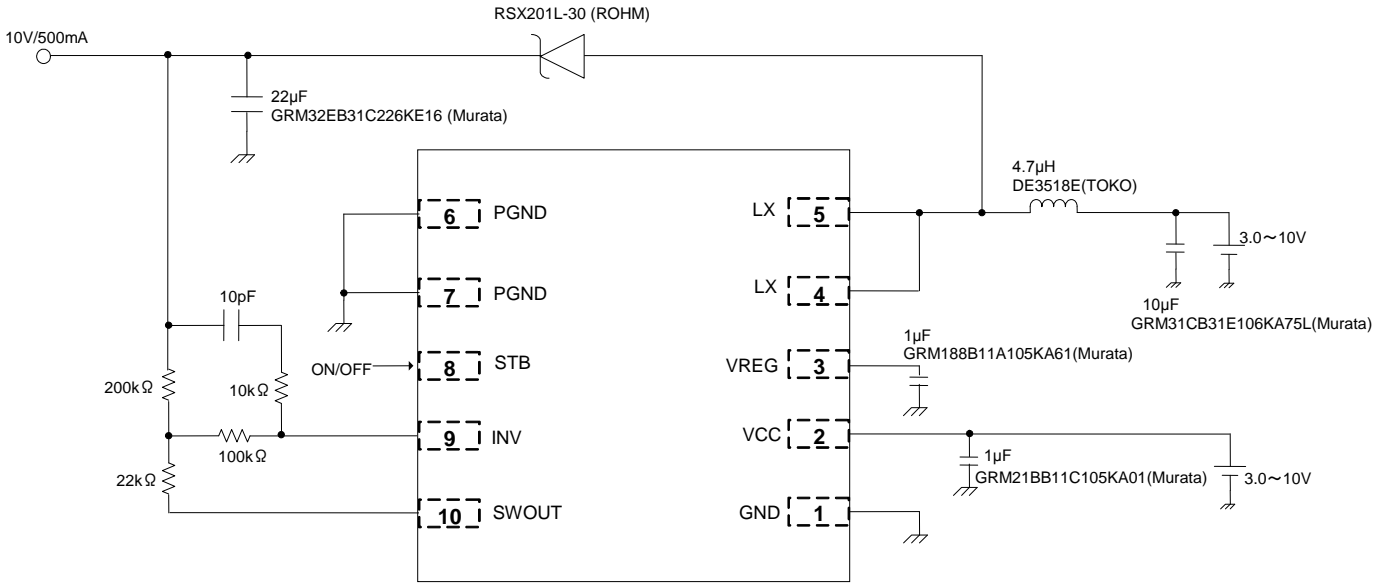 RSX201L-30 (ROHM)
10V/500mA
22µF
GRM32EB31C226KE16 (Murata)
4.7µH
DE3518E(TOKO)
6 PGND
LX 5
3.0～10V
7 PGND
LX 4
10pF
10µF
GRM31CB31E106KA75L(Murata)
1µF
GRM188B11A105KA61(Murata)
ON/OFF
8 STB
VREG 3
200kΩ
10kΩ
9 INV
VCC 2
100kΩ
1µF
GRM21BB11C105KA01(Murata)
3.0～10V
22kΩ
10 SWOUT
GND 1